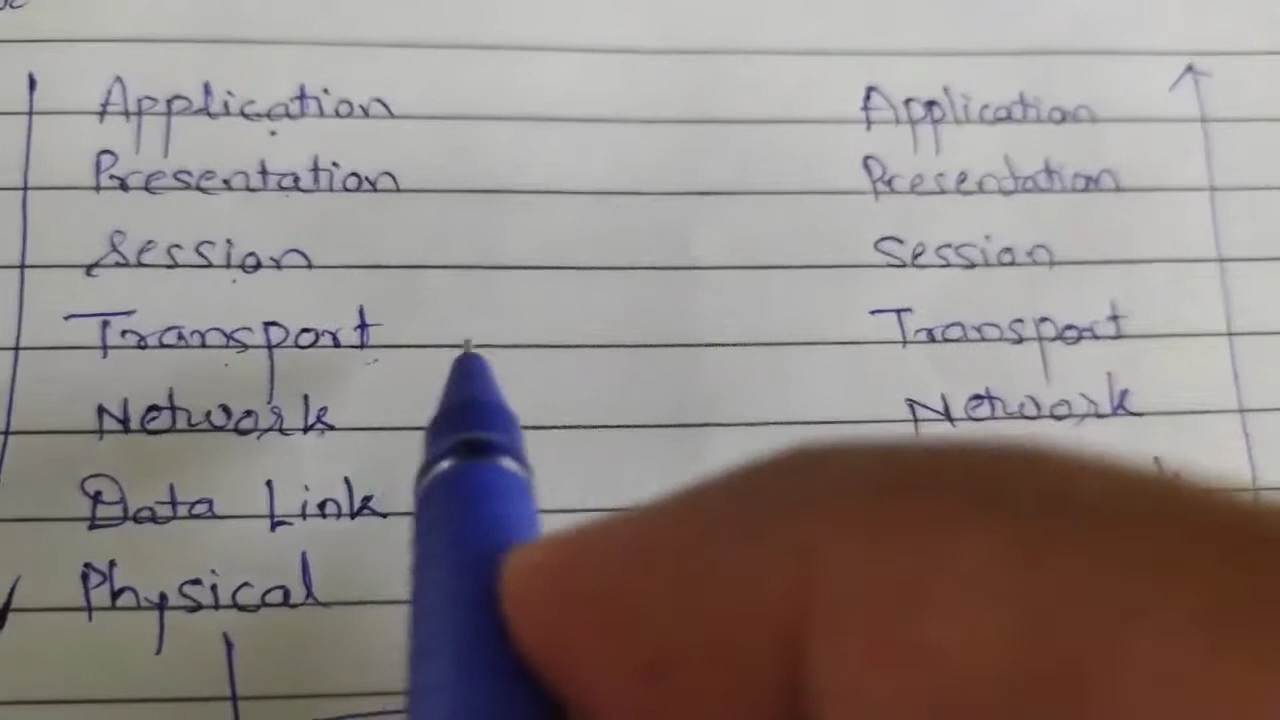 Application Application
Presentation Presentation
Session Session
Transport Transport
Network Network
Data Link
Physical